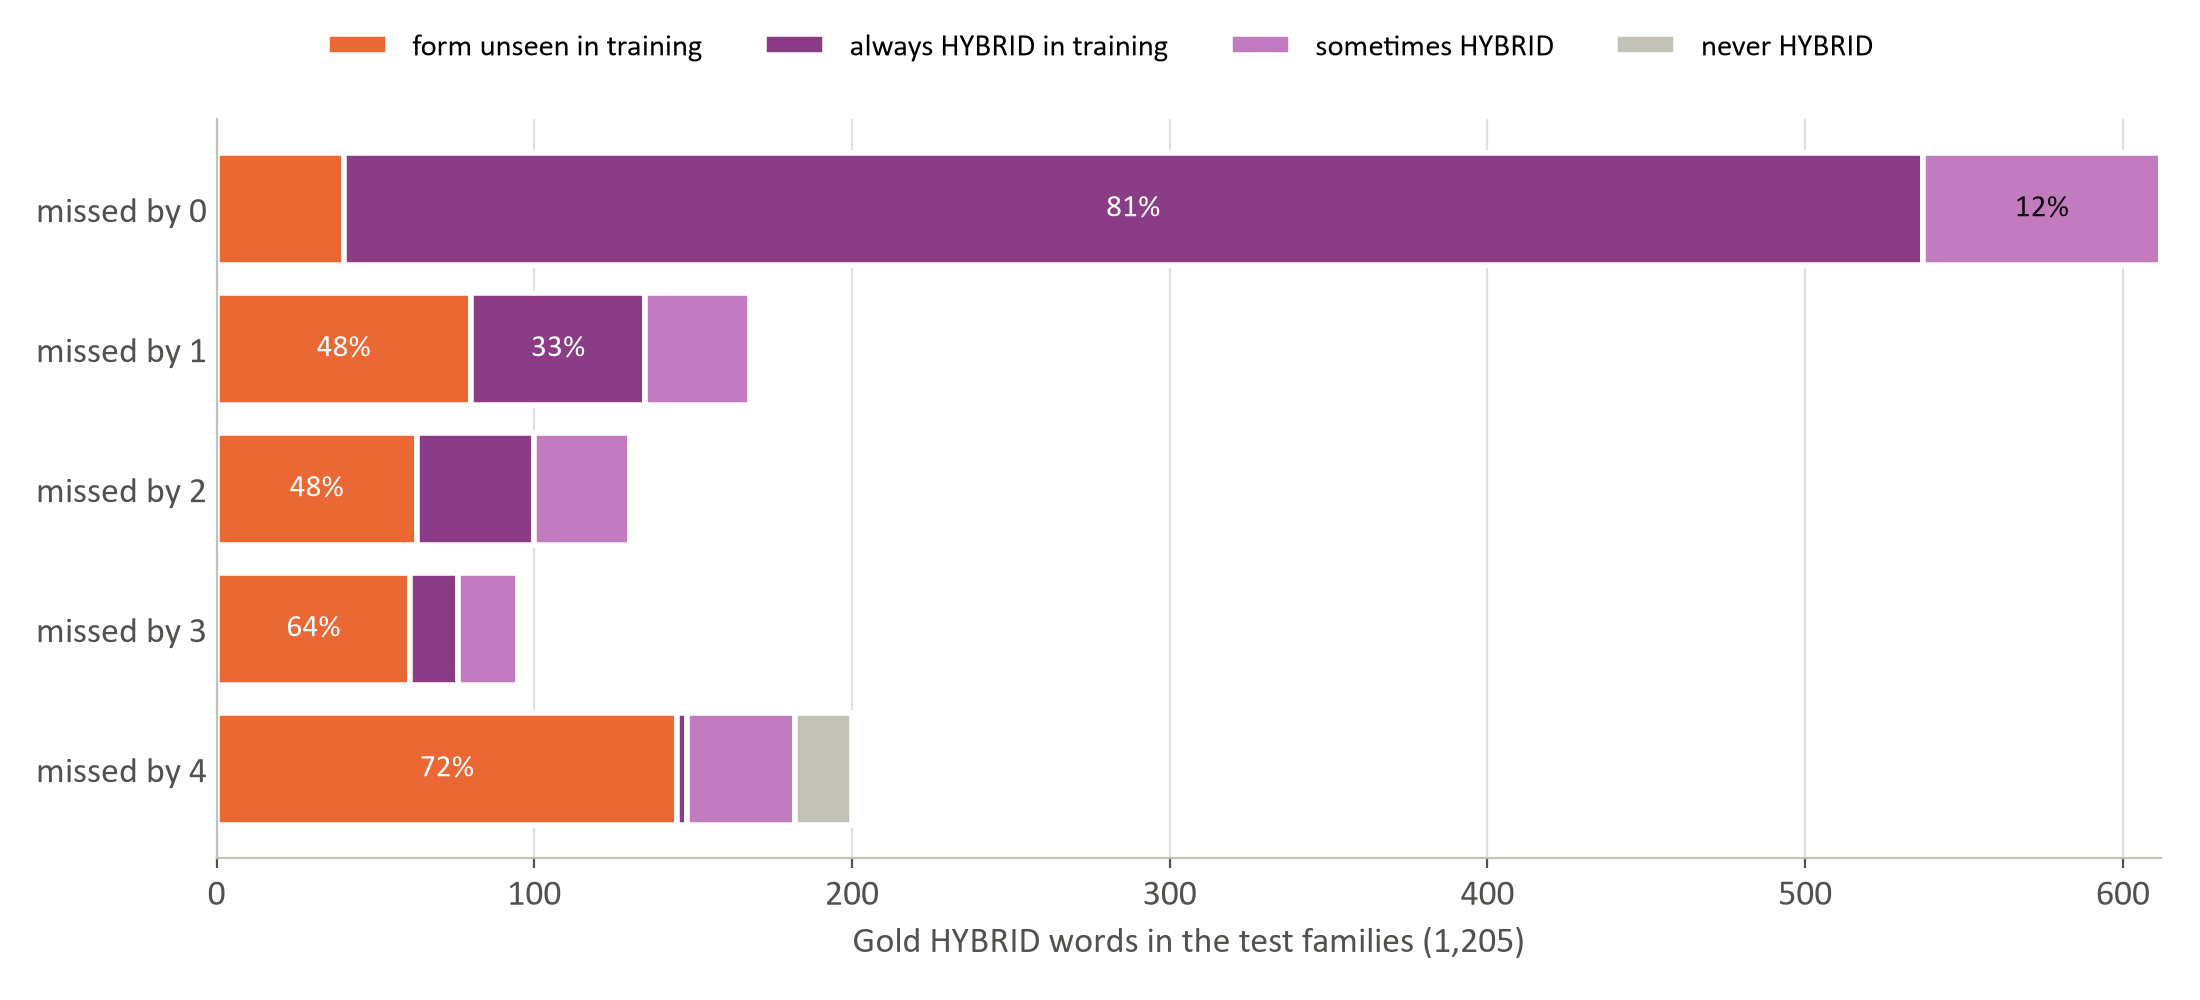 form unseen in training always HYBRID in training sometimes HYBRID never HYBRID
missed by 0 81% 12%
missed by 1 48% 33%
missed by 2 48%
missed by 3 64%
missed by 4 72%
0 100 200 300 400 500 600
Gold HYBRID words in the test families (1,205)